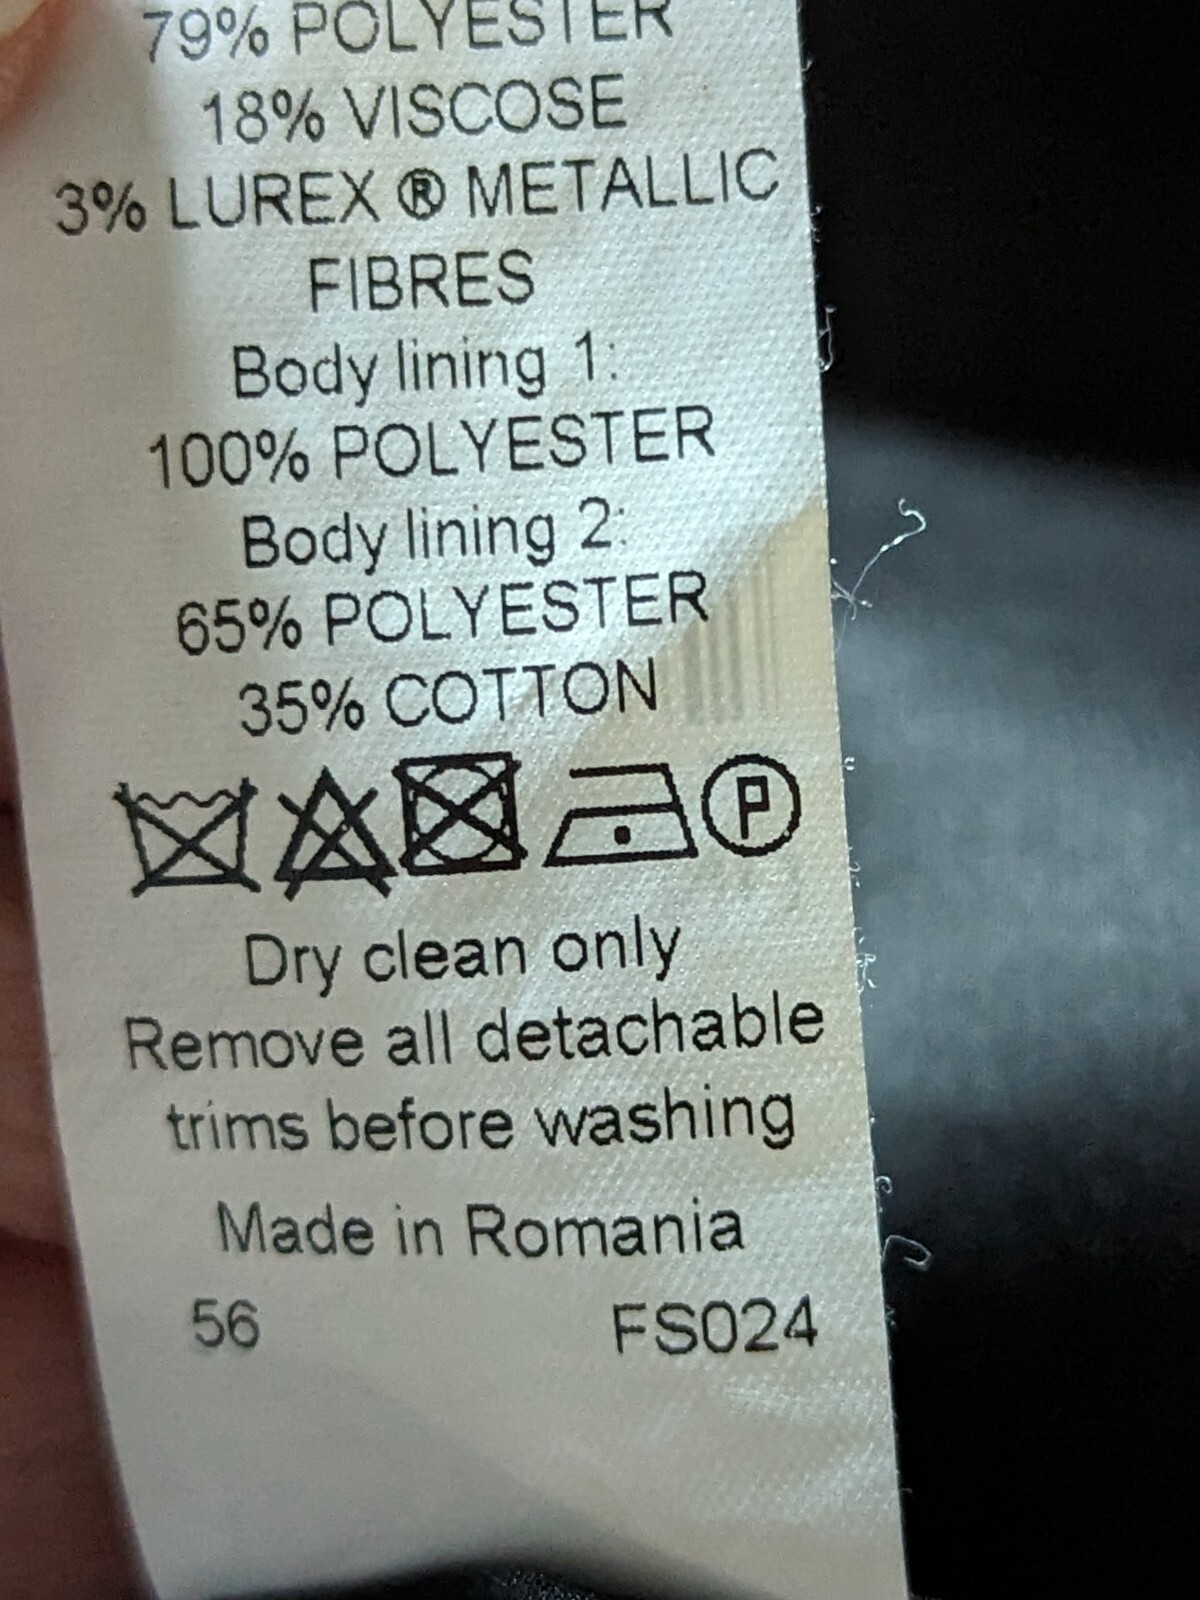 79% POLYESTER
18% VISCOSE
3% LUREX ® METALLIC
FIBRES
Body lining 1:
100% POLYESTER
Body lining 2:
65% POLYESTER
35% COTTON
P
Dry clean only
Remove all detachable
trims before washing
Made in Romania
56 FS024